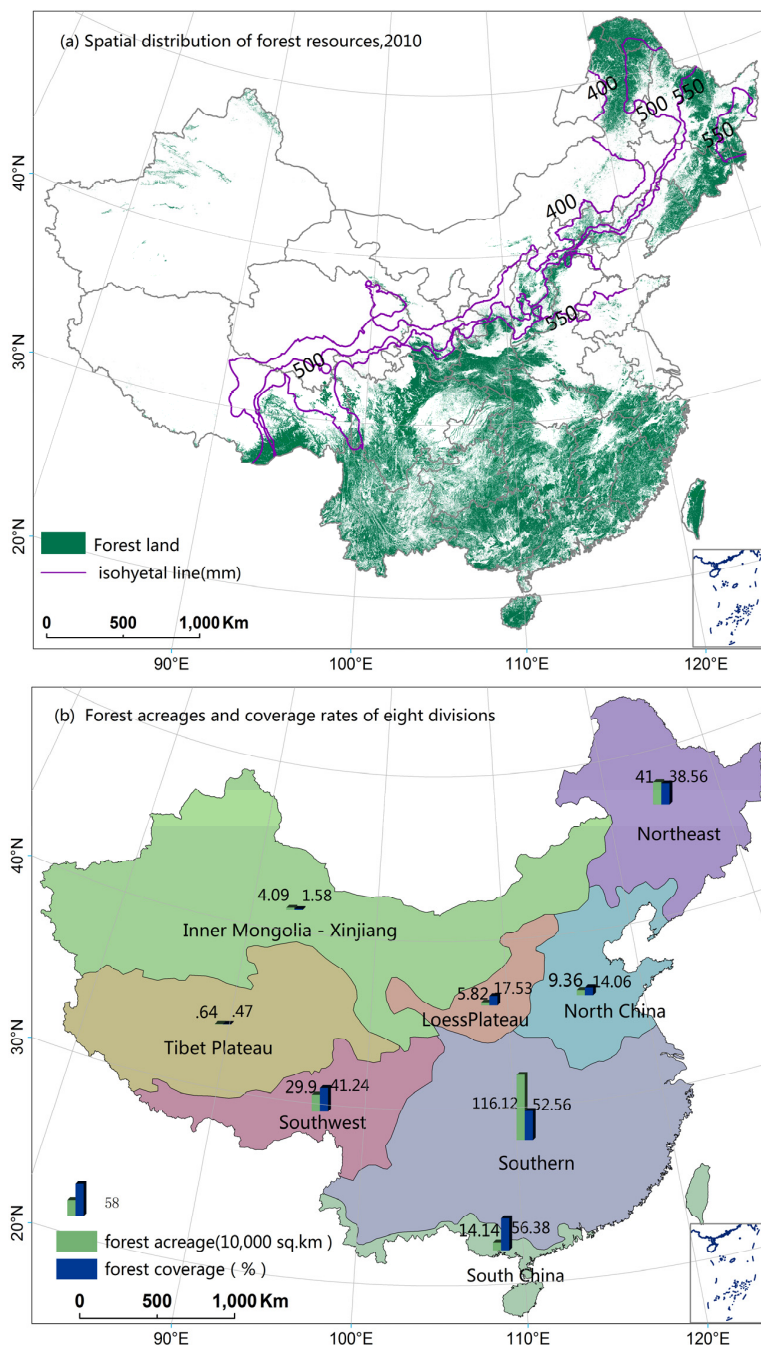 (a) Spatial distribution of forest resources,2010
400
500
550
550
40°N
400
550
30°N
500
20°N
Forest land
isohyetal line(mm)
0 500 1,000 Km
90°E 100°E 110°E 120°E
(b) Forest acreages and coverage rates of eight divisions
41 38.56
Northeast
40°N
4.09 1.58
Inner Mongolia - Xinjiang
5.82 17.53
9.36 14.06
.64 .47
LoessPlateau
North China
30°N
Tibet Plateau
29.9 41.24
116.12 52.56
Southwest
Southern
58
20°N
14.14 56.38
forest acreage(10,000 sq.km )
forest coverage ( % )
South China
0 500 1,000 Km
90°E 100°E 110°E 120°E